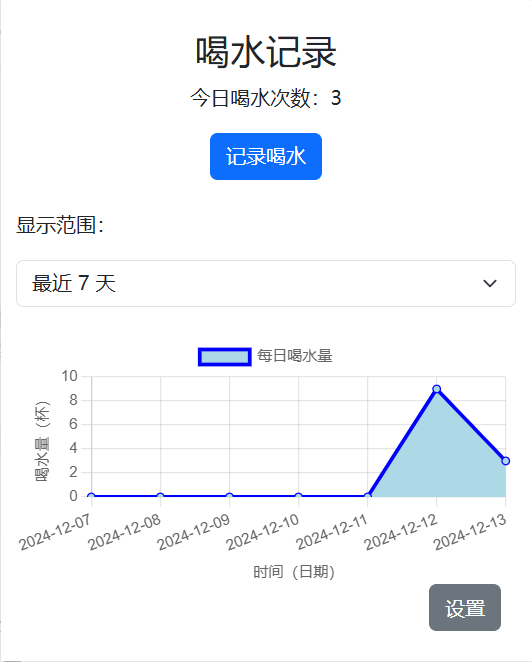 喝水记录
今日喝水次数：3
记录喝水
显示范围：
最近 7 天
每日喝水量
喝水量（杯）
10
8
6
4
2
0
2024-12-07
2024-12-08
2024-12-09
2024-12-10
2024-12-11
2024-12-12
2024-12-13
时间（日期）
设置